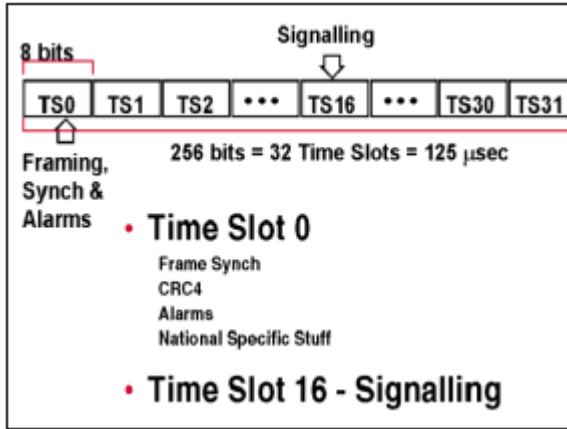 Signalling
8 bits
TS0 TS1 TS2 ••• TS16 ••• TS30 TS31
256 bits = 32 Time Slots = 125 μsec
Framing,
Synch &
Alarms
• Time Slot 0
Frame Synch
CRC4
Alarms
National Specific Stuff
• Time Slot 16 - Signalling